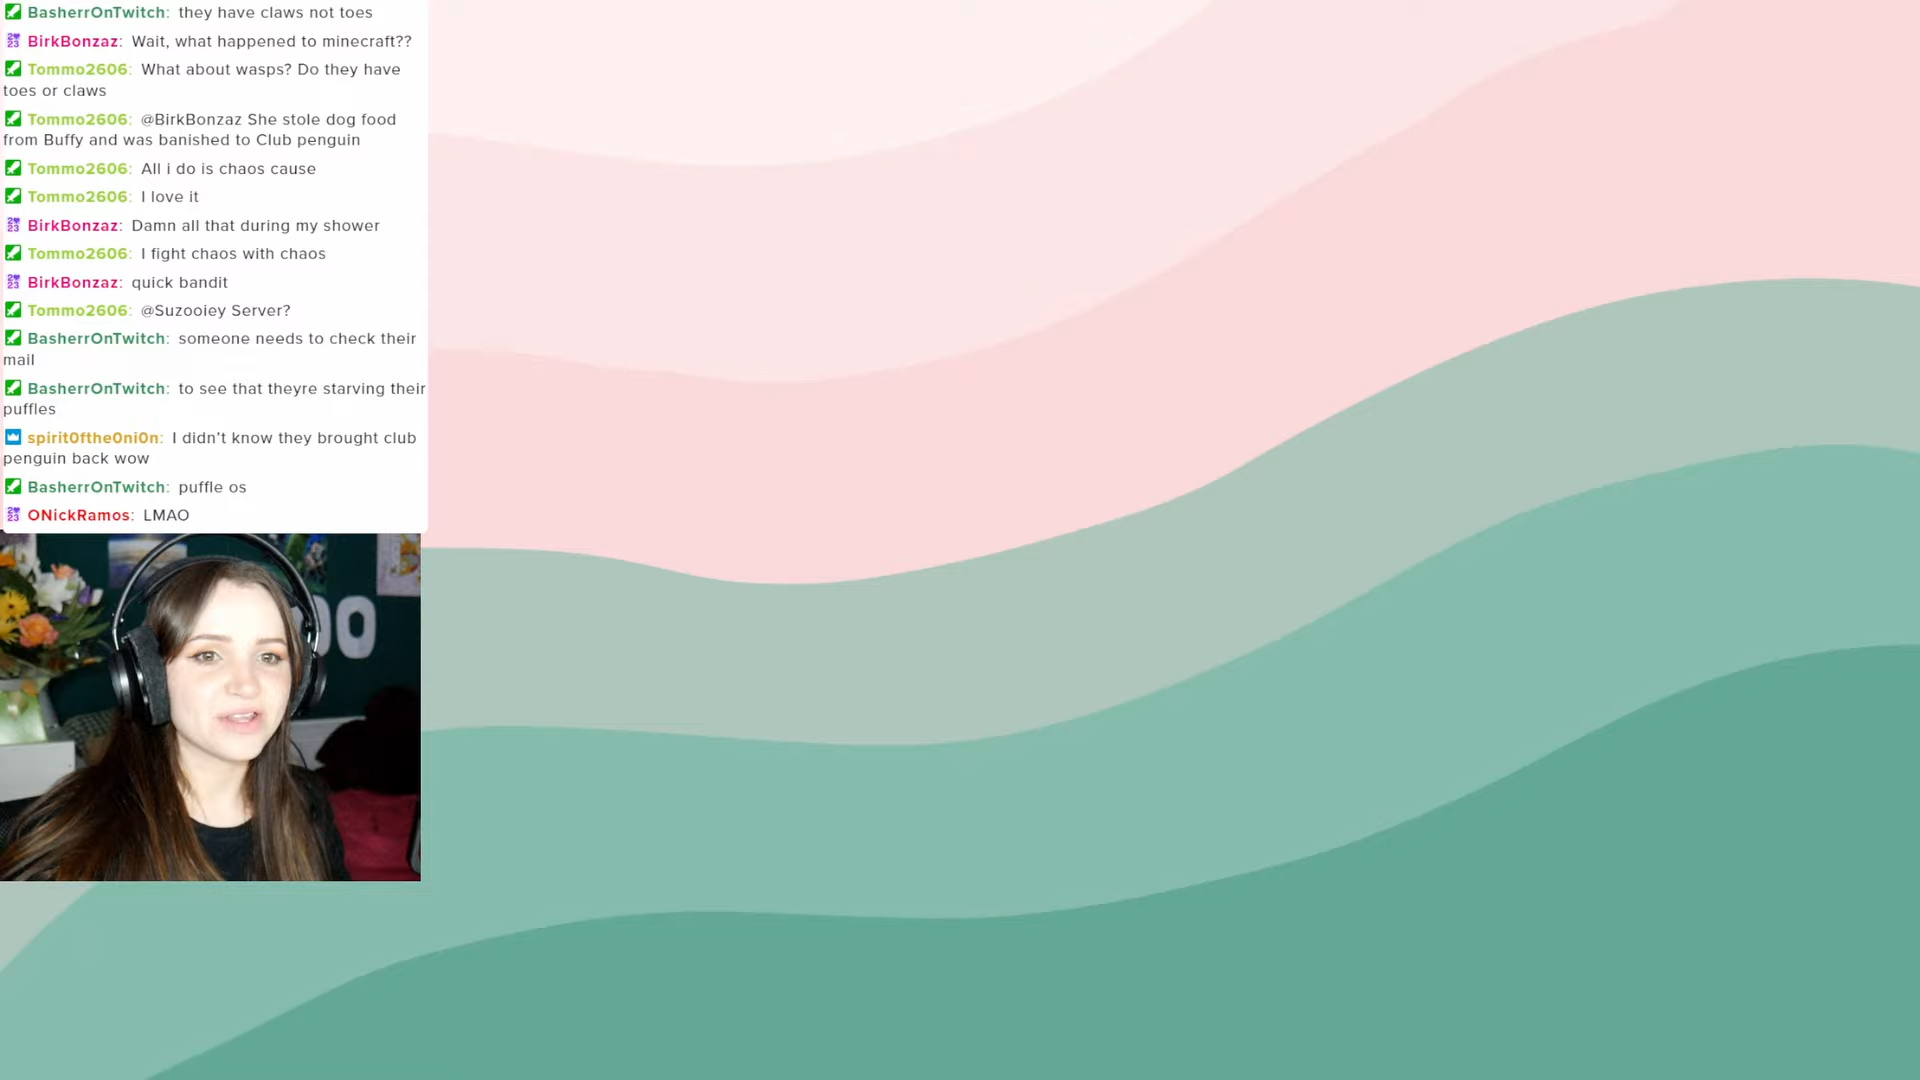 BasherrOnTwitch: they have claws not toes
BirkBonzaz: Wait, what happened to minecraft??
Tommo2606: What about wasps? Do they have
toes or claws
Tommo2606: @BirkBonzaz She stole dog food
from Buffy and was banished to Club penguin
Tommo2606: All i do is chaos cause
Tommo2606: I love it
BirkBonzaz: Damn all that during my shower
Tommo2606: I fight chaos with chaos
BirkBonzaz: quick bandit
Tommo2606: @Suzooiey Server?
BasherrOnTwitch: someone needs to check their
mail
BasherrOnTwitch: to see that theyre starving their
puffles
spirit0fthe0ni0n: I didn’t know they brought club
penguin back wow
BasherrOnTwitch: puffle os
ONickRamos: LMAO